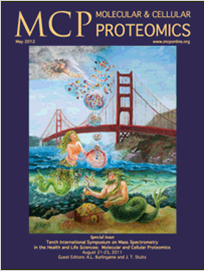 MCP MOLECULAR & CELLULAR
PROTEOMICS
May 2012 www.mcponline.org
Special Issue
Tenth International Symposium on Mass Spectrometry
in the Health and Life Sciences: Molecular and Cellular Proteomics
August 21-25, 2011
Guest Editors: A.L. Burlingame and J. T. Stults